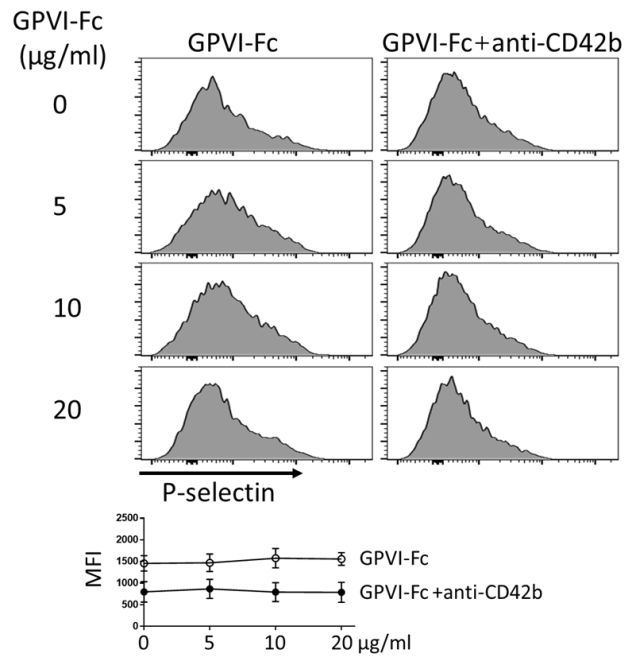 GPVI-Fc
(µg/ml)
GPVI-Fc
GPVI-Fc+anti-CD42b
0
5
10
20
P-selectin
2500
2000
1500
1000
500
0
MFI
GPVI-Fc
GPVI-Fc +anti-CD42b
0 5 10 20 µg/ml